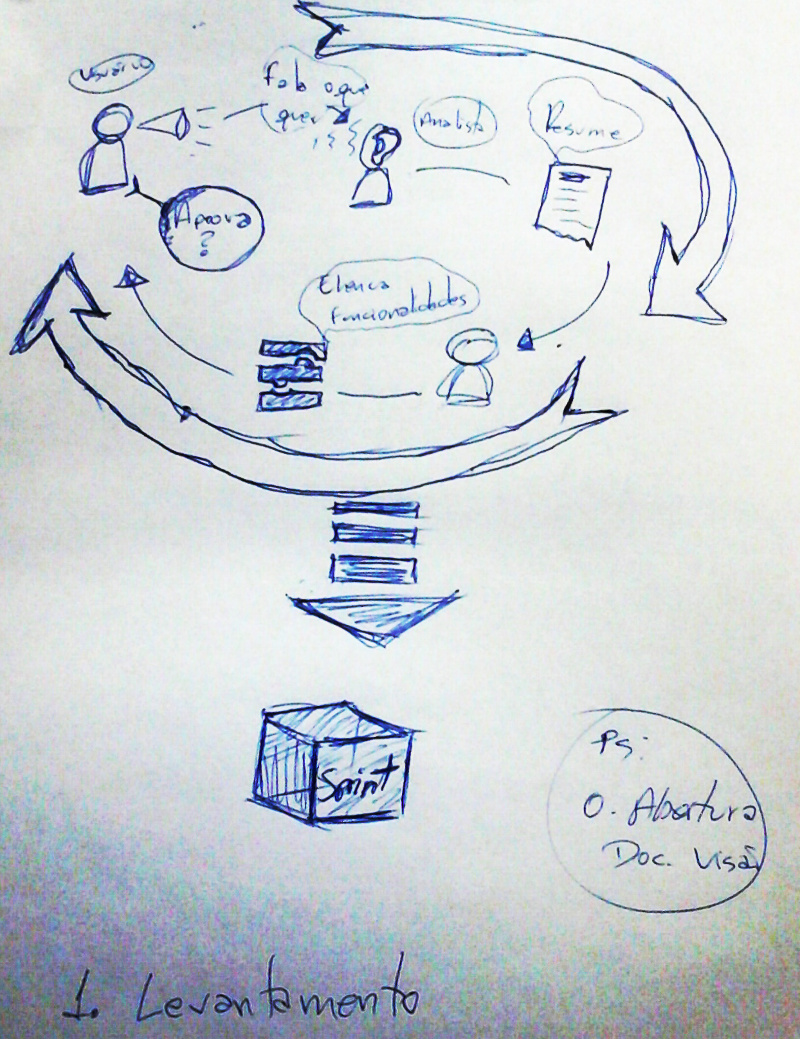 Usuário
Fala o que
quer
Analista
Resume
Aprova
?
Elenca
funcionalidades
Sprint
Ps:
0. Abertura
Doc. Visão
1. Levantamento